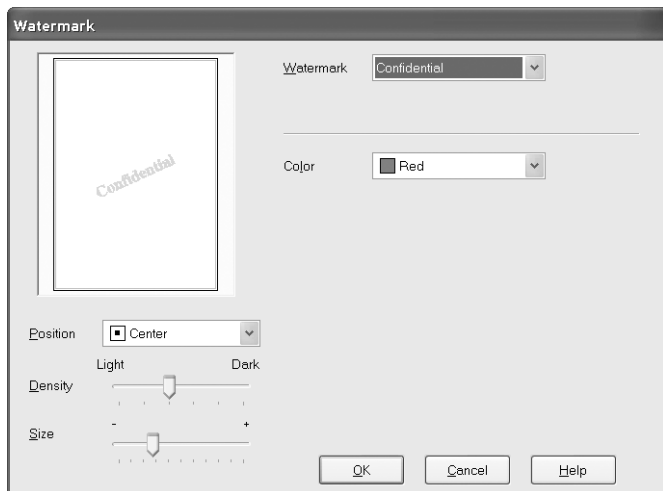 Watermark
Confidential
Watermark Confidential
Color Red
Position Center
Light Dark
Density
- +
Size
OK Cancel Help